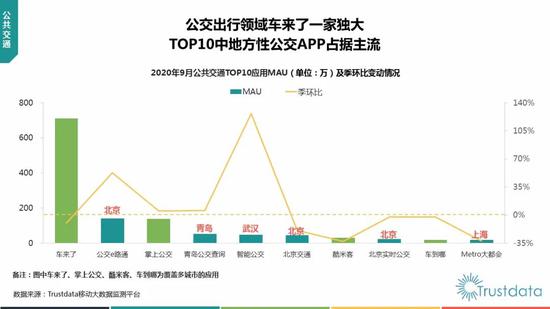 公共交通
公交出行领域车来了一家独大
TOP10中地方性公交APP占据主流
2020年9月公共交通TOP10应用MAU（单位：万）及季环比变动情况
MAU 季环比
800
600
400
200
0
140%
105%
70%
35%
0%
-35%
北京
青岛
武汉
北京
北京
上海
车来了 公交e路通 掌上公交 青岛公交查询 智能公交 北京交通 酷米客 北京实时公交 车到哪 Metro大都会
备注：图中车来了、掌上公交、酷米客、车到哪为覆盖多城市的应用
数据来源：Trustdata移动大数据监测平台
Trustdata